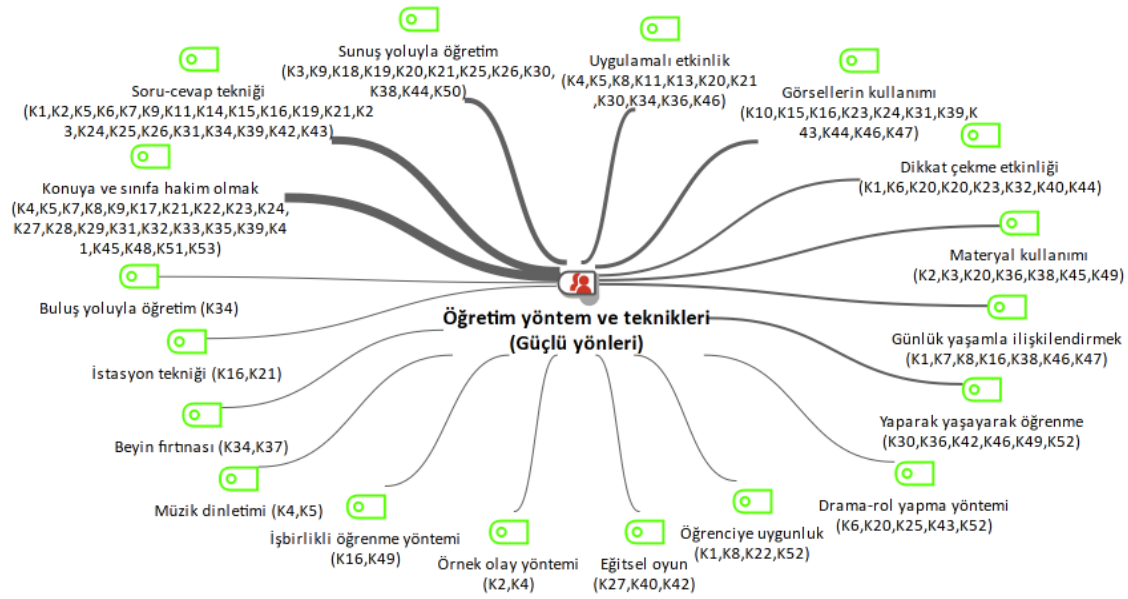 Sunuş yoluyla öğretim
(K3,K9,K18,K19,K20,K21,K25,K26,K30,
K38,K44,K50)
Uygulamalı etkinlik
(K4,K5,K8,K11,K13,K20,K21
,K30,K34,K36,K46)
Soru-cevap tekniği
(K1,K2,K5,K6,K7,K9,K11,K14,K15,K16,K19,K21,K2
3,K24,K25,K26,K31,K34,K39,K42,K43)
Görsellerin kullanımı
(K10,K15,K16,K23,K24,K31,K39,K
43,K44,K46,K47)
Konuya ve sınıfa hakim olmak
(K4,K5,K7,K8,K9,K17,K21,K22,K23,K24,
K27,K28,K29,K31,K32,K33,K35,K39,K4
1,K45,K48,K51,K53)
Dikkat çekme etkinliği
(K1,K6,K20,K20,K23,K32,K40,K44)
Materyal kullanımı
(K2,K3,K20,K36,K38,K45,K49)
Buluş yoluyla öğretim (K34)
Öğretim yöntem ve teknikleri
(Güçlü yönleri)
Günlük yaşamla ilişkilendirmek
(K1,K7,K8,K16,K38,K46,K47)
İstasyon tekniği (K16,K21)
Yaparak yaşayarak öğrenme
(K30,K36,K42,K46,K49,K52)
Beyin fırtınası (K34,K37)
Drama-rol yapma yöntemi
(K6,K20,K25,K43,K52)
Müzik dinletimi (K4,K5)
İşbirlikli öğrenme yöntemi
(K16,K49)
Örnek olay yöntemi
(K2,K4)
Eğitsel oyun
(K27,K40,K42)
Öğrenciye uygunluk
(K1,K8,K22,K52)